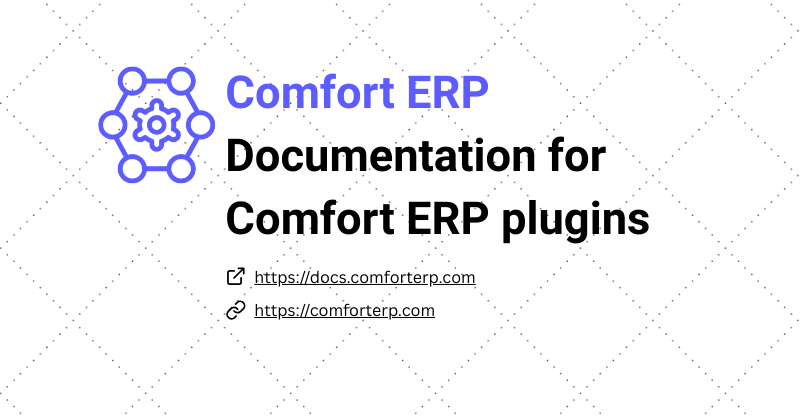 Comfort ERP
Documentation for
Comfort ERP plugins
https://docs.comforterp.com
https://comforterp.com